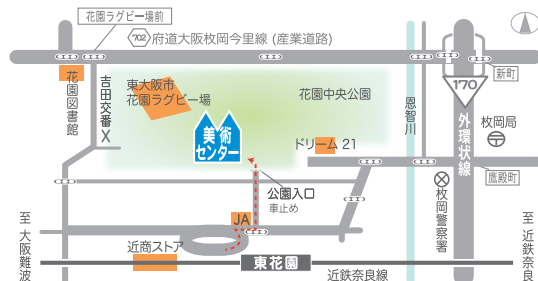 花園ラグビー場前
702 府道大阪枚岡今里線 (産業道路)
新町
170
外環状線
花園図書館
吉田交番
東大阪市
花園ラグビー場
花園中央公園
恩智川
枚岡局
美術
センター
ドリーム 21
鷹殿町
公園入口
車止め
枚岡警察署
至 大阪難波
JA
近商ストア
至 近鉄奈良
東花園
近鉄奈良線